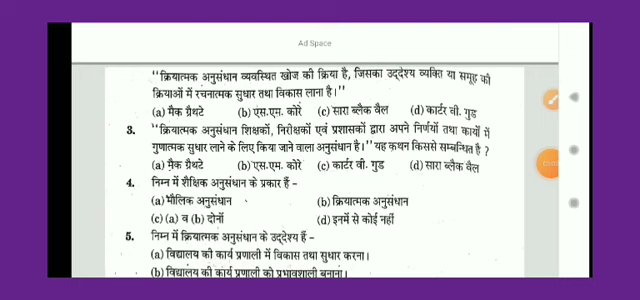 Ad Space
"क्रियात्मक अनुसंधान व्यवस्थित खोज की क्रिया है, जिसका उद्देश्य व्यक्ति या समूह की
क्रियाओं में रचनात्मक सुधार तथा विकास लाना है।"
(a) मैक ग्रैथटे (b) एस.एम. कोरे (c) सारा ब्लैक वैल (d) कार्टर वी. गुड
3. "क्रियात्मक अनुसंधान शिक्षकों, निरीक्षकों एवं प्रशासकों द्वारा अपने निर्णयों तथा कार्यो में
गुणात्मक सुधार लाने के लिए किया जाने वाला अनुसंधान है।" यह कथन किससे सम्बन्धित है ?
(a) मैक ग्रैथटे (b) एस.एम. कोरे (c) कार्टर वी. गुड (d) सारा ब्लैक वैल
4. निम्न में शैक्षिक अनुसंधान के प्रकार हैं -
(a) मौलिक अनुसंधान (b) क्रियात्मक अनुसंधान
(c) (a) व (b) दोनों (d) इनमें से कोई नहीं
5. निम्न में क्रियात्मक अनुसंधान के उद्देश्य हैं -
(a) विद्यालय की कार्य प्रणाली में विकास तथा सुधार करना।
(b) विद्यालय की कार्य प्रणाली को प्रभावशाली बनाना।